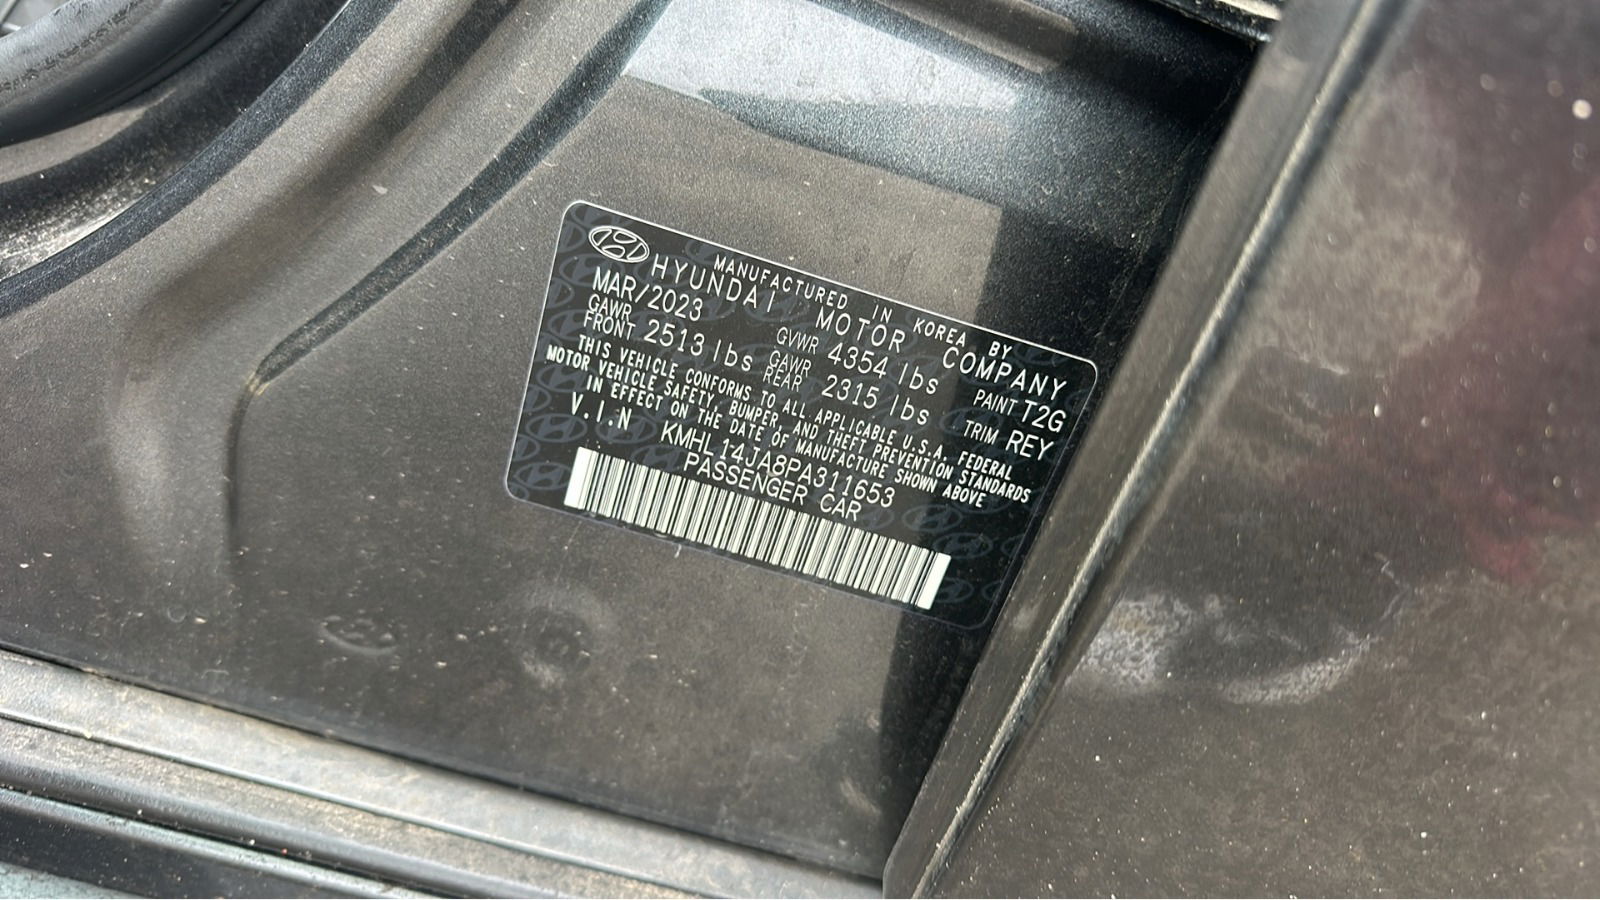 MANUFACTURED IN KOREA BY
HYUNDAI MOTOR COMPANY
MAR/2023 GVWR 4354 lbs PAINT T2G
GAWR FRONT 2513 lbs GAWR REAR 2315 lbs TRIM REY
THIS VEHICLE CONFORMS TO ALL APPLICABLE U.S.A. FEDERAL
MOTOR VEHICLE SAFETY, BUMPER, AND THEFT PREVENTION STANDARDS
IN EFFECT ON THE DATE OF MANUFACTURE SHOWN ABOVE
V.I.N KMHL14JA8PA311653
PASSENGER CAR